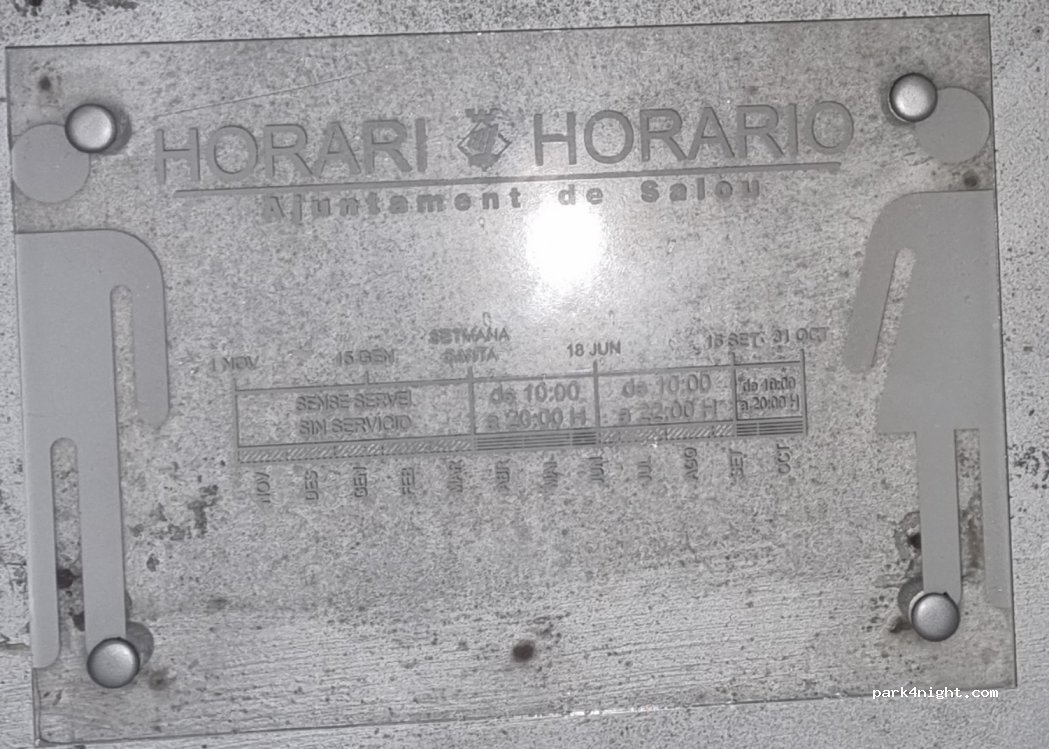 HORARI HORARIO
Ajuntament de Salou
1 NOV 15 GEN SETMANA SANTA 18 JUN 15 SET. 31 OCT
SENSE SERVEI
SIN SERVICIO
de 10:00
a 20:00 H
de 10:00
a 22:00 H
de 10:00
a 20:00 H
NOV DES GEN FEB MAR ABR MAI JUN JUL AGO SET OCT
park4night.com